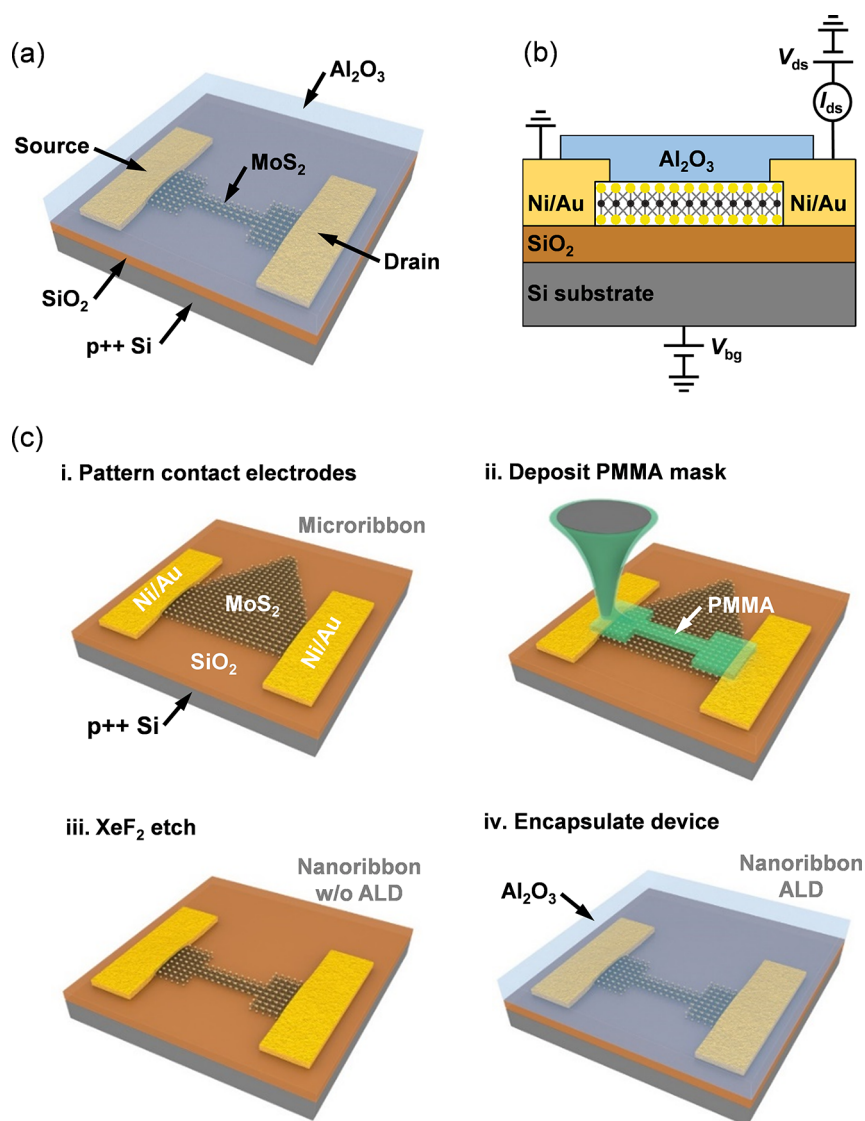 (a)
Al₂O₃
Source
MoS₂
Drain
SiO₂
p++ Si
(b)
Vds
Ids
Al₂O₃
Ni/Au
Ni/Au
SiO₂
Si substrate
Vbg
(c)
i. Pattern contact electrodes
Microribbon
Ni/Au
MoS₂
Ni/Au
SiO₂
p++ Si
ii. Deposit PMMA mask
PMMA
iii. XeF₂ etch
Nanoribbon
w/o ALD
iv. Encapsulate device
Nanoribbon
ALD
Al₂O₃